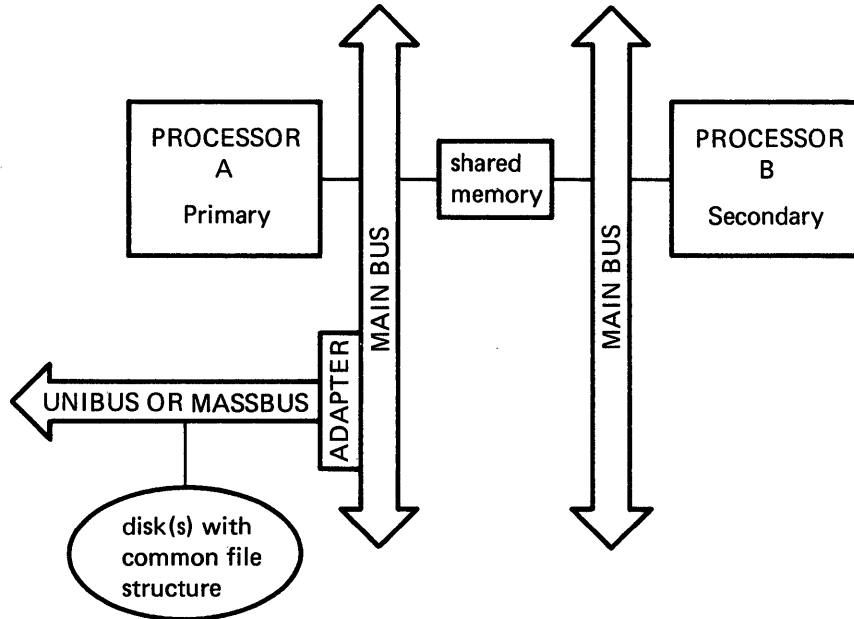 PROCESSOR
A
Primary
shared
memory
PROCESSOR
B
Secondary
MAIN BUS
MAIN BUS
ADAPTER
UNIBUS OR MASSBUS
disk(s) with
common file
structure